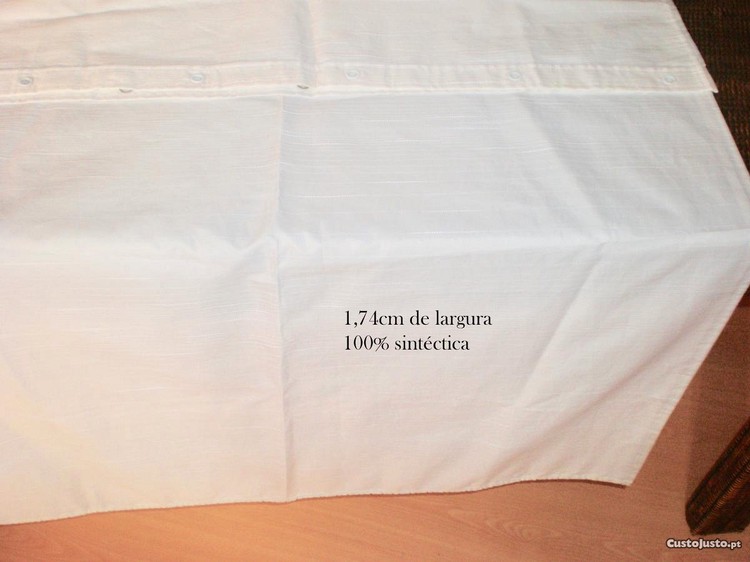 1,74cm de largura
100% sintéctica
CustoJusto.pt